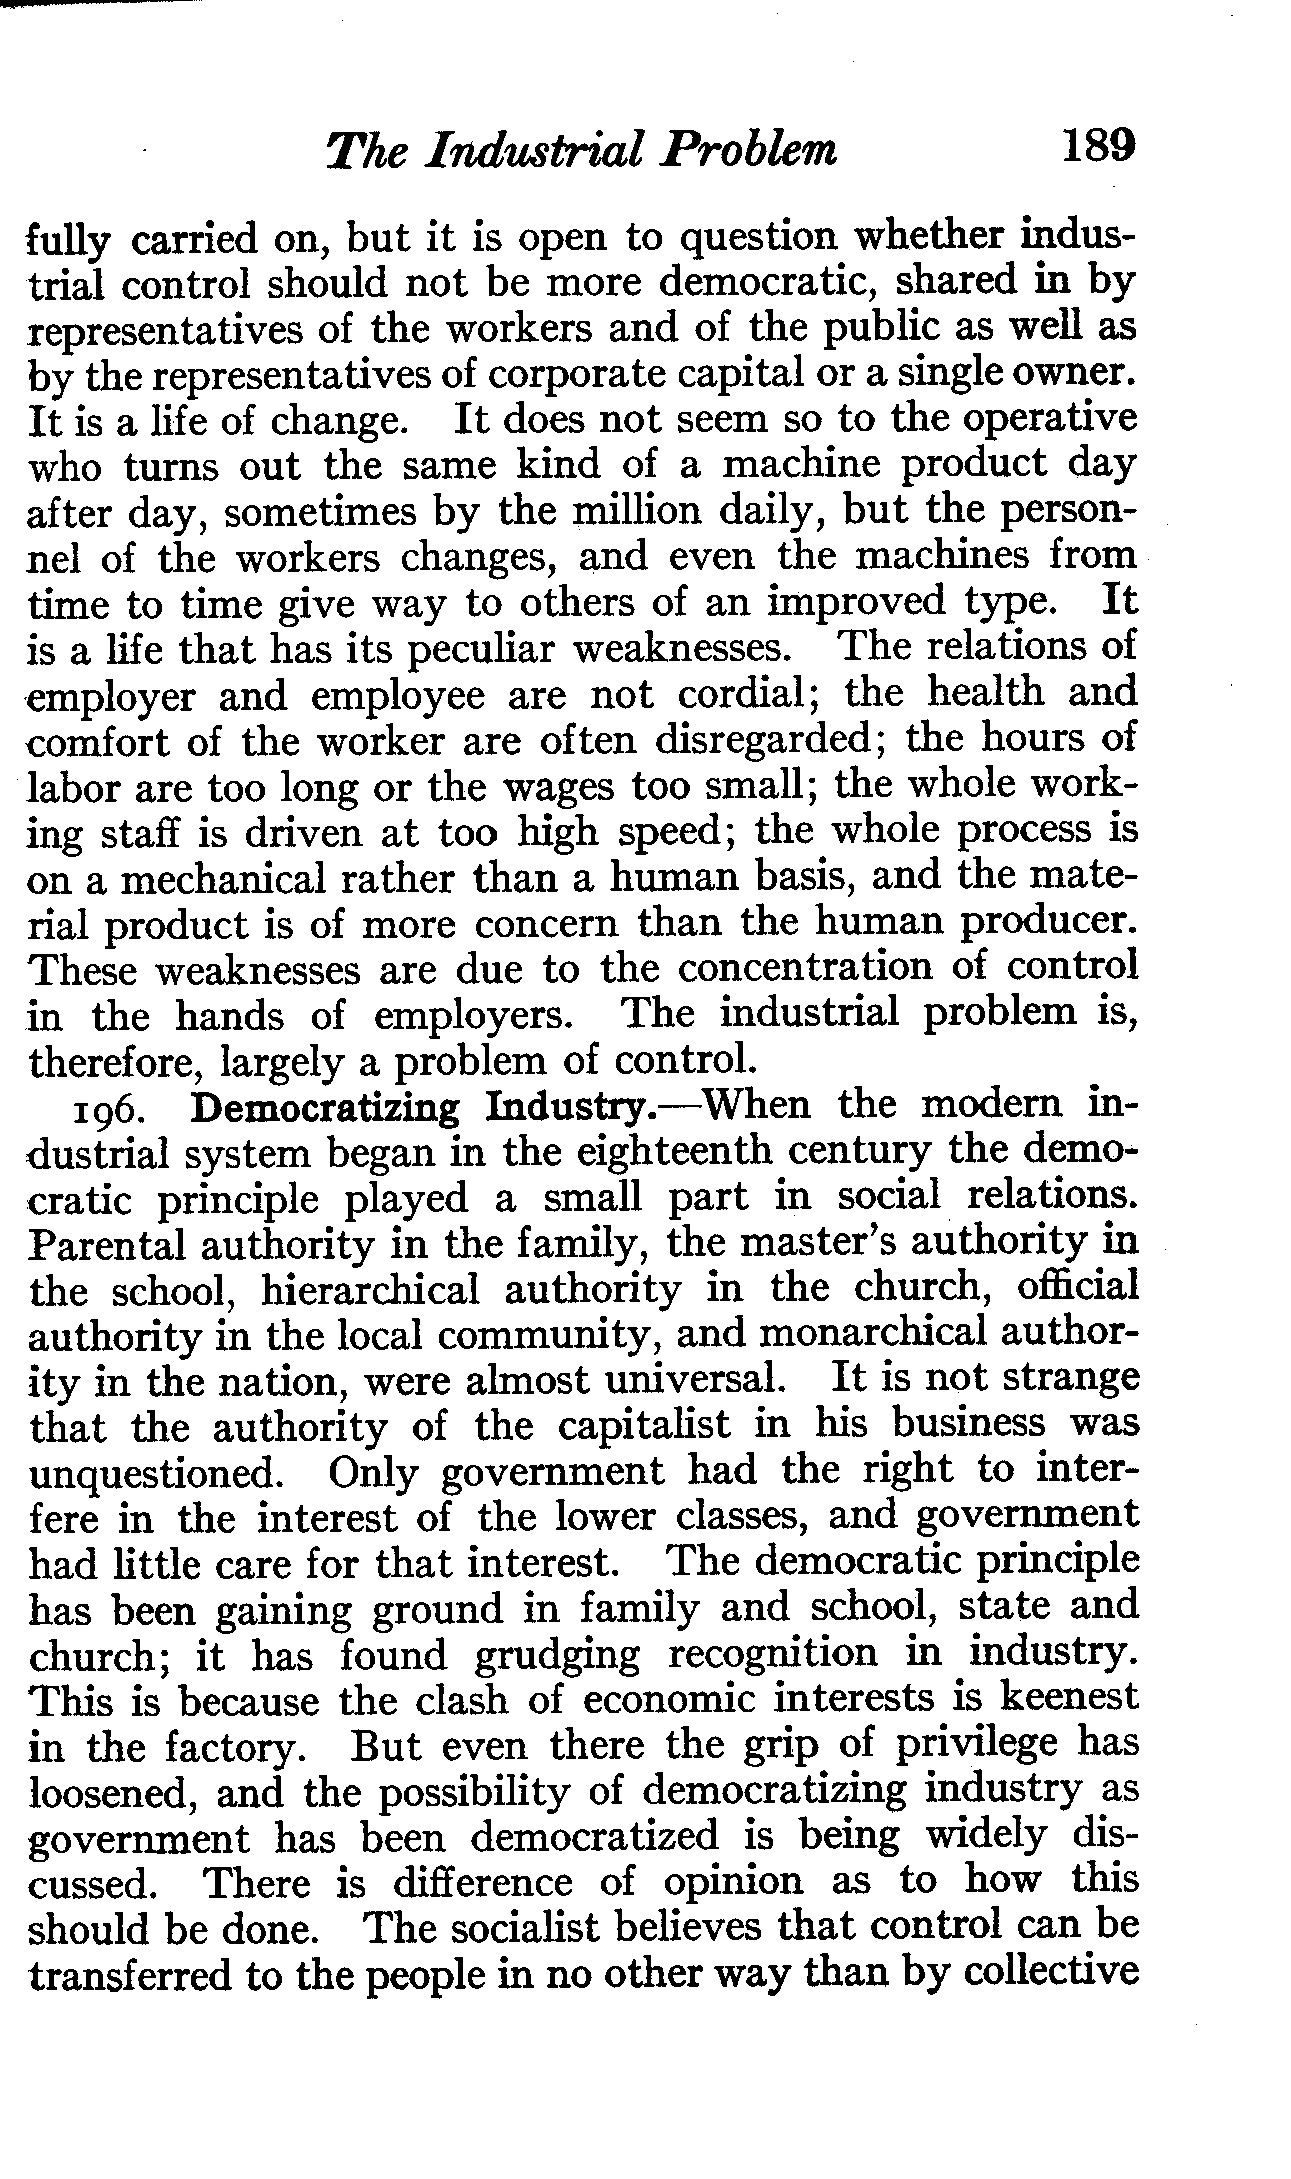 The Industrial Problem 189
fully carried on, but it is open to question whether indus-
trial control should not be more democratic, shared in by
representatives of the workers and of the public as well as
by the representatives of corporate capital or a single owner.
It is a life of change. It does not seem so to the operative
who turns out the same kind of a machine product day
after day, sometimes by the million daily, but the person-
nel of the workers changes, and even the machines from
time to time give way to others of an improved type. It
is a life that has its peculiar weaknesses. The relations of
employer and employee are not cordial; the health and
comfort of the worker are often disregarded; the hours of
labor are too long or the wages too small; the whole work-
ing staff is driven at too high speed; the whole process is
on a mechanical rather than a human basis, and the mate-
rial product is of more concern than the human producer.
These weaknesses are due to the concentration of control
in the hands of employers. The industrial problem is,
therefore, largely a problem of control.
196. Democratizing Industry.—When the modern in-
dustrial system began in the eighteenth century the demo-
cratic principle played a small part in social relations.
Parental authority in the family, the master's authority in
the school, hierarchical authority in the church, official
authority in the local community, and monarchical author-
ity in the nation, were almost universal. It is not strange
that the authority of the capitalist in his business was
unquestioned. Only government had the right to inter-
fere in the interest of the lower classes, and government
had little care for that interest. The democratic principle
has been gaining ground in family and school, state and
church; it has found grudging recognition in industry.
This is because the clash of economic interests is keenest
in the factory. But even there the grip of privilege has
loosened, and the possibility of democratizing industry as
government has been democratized is being widely dis-
cussed. There is difference of opinion as to how this
should be done. The socialist believes that control can be
transferred to the people in no other way than by collective